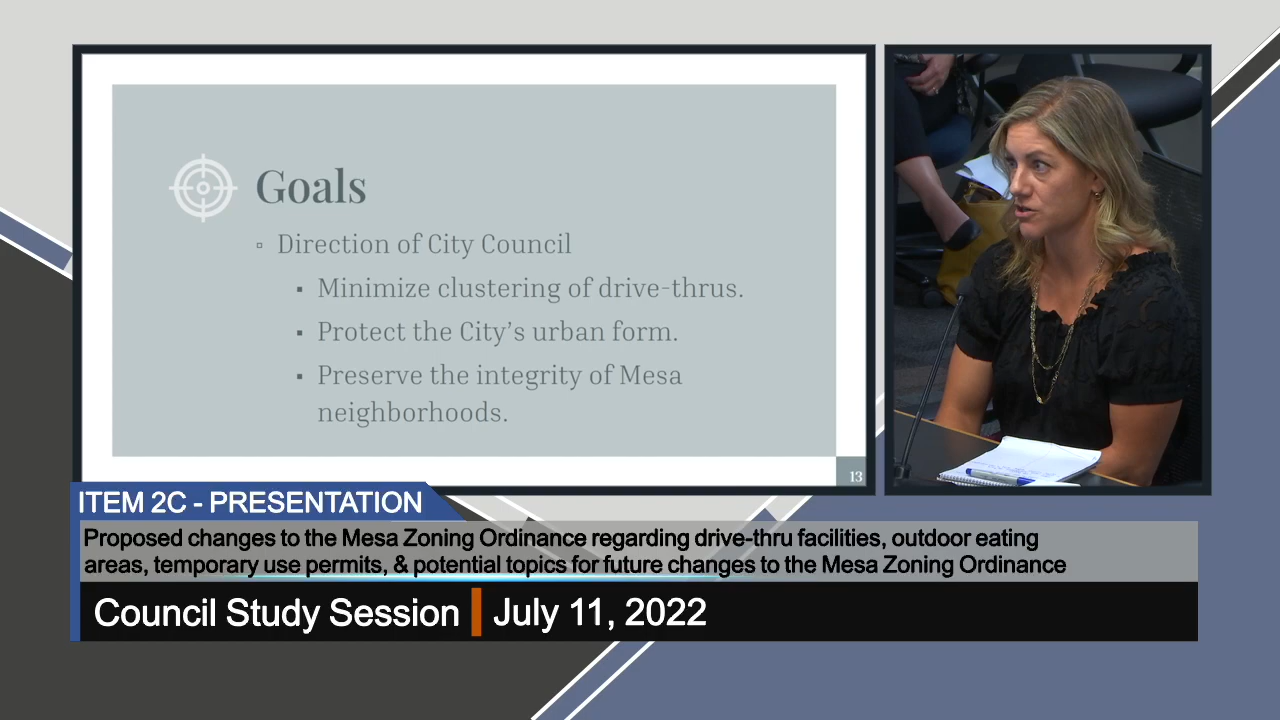 Goals
Direction of City Council
Minimize clustering of drive-thrus.
Protect the City's urban form.
Preserve the integrity of Mesa
neighborhoods.
13
ITEM 2C - PRESENTATION
Proposed changes to the Mesa Zoning Ordinance regarding drive-thru facilities, outdoor eating
areas, temporary use permits, & potential topics for future changes to the Mesa Zoning Ordinance
Council Study Session
July 11, 2022